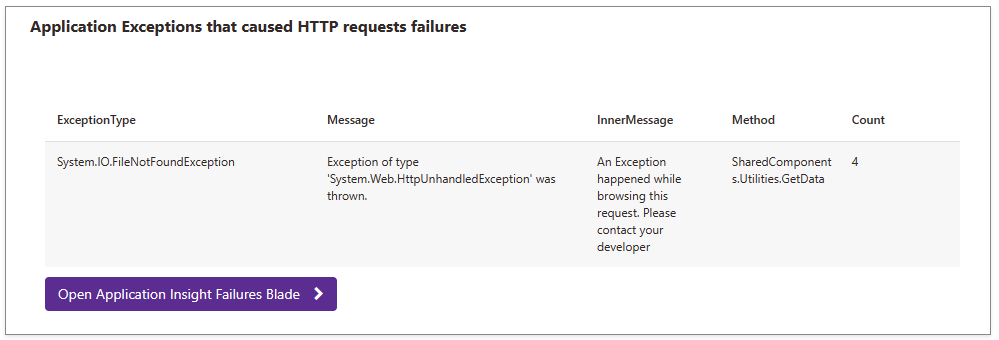 Application Exceptions that caused HTTP requests failures
ExceptionType Message InnerMessage Method Count
System.IO.FileNotFoundException
Exception of type
'System.Web.HttpUnhandledException' was
thrown.
An Exception
happened while
browsing this
request. Please
contact your
developer
SharedComponent
s.Utilities.GetData
4
Open Application Insight Failures Blade